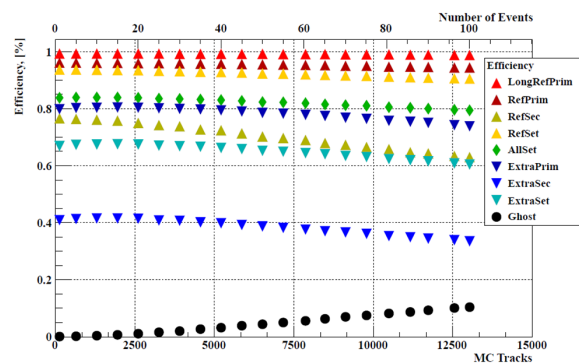 Number of Events
0 20 40 60 80 100
Efficiency, [%]
1
0.8
0.6
0.4
0.2
0
Efficiency
LongRefPrim
RefPrim
RefSec
RefSet
AllSet
ExtraPrim
ExtraSec
ExtraSet
Ghost
0 2500 5000 7500 10000 12500 15000
MC Tracks